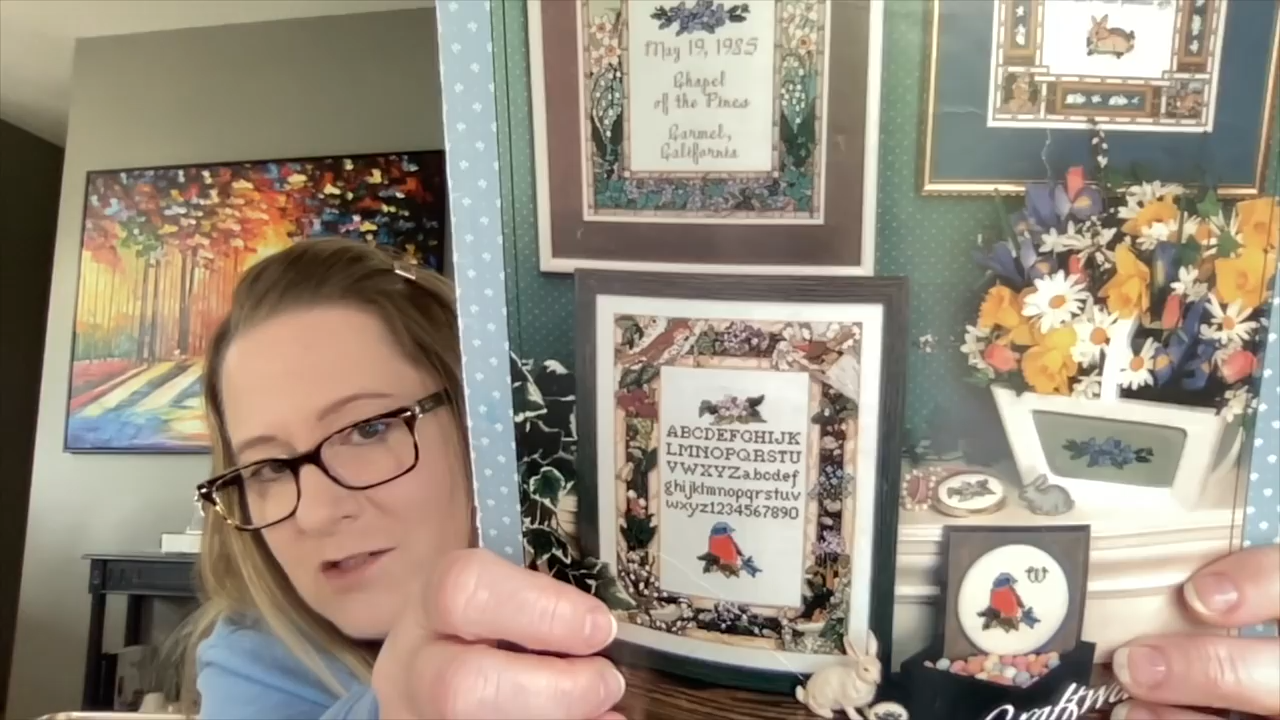 May 19, 1985
Chapel
of the Pines
Carmel,
California
ABCDEFGHIJK
LMNOPQRSTU
VWXYZabcdef
ghijklmnopqrstuv
wxyz1234567890
W